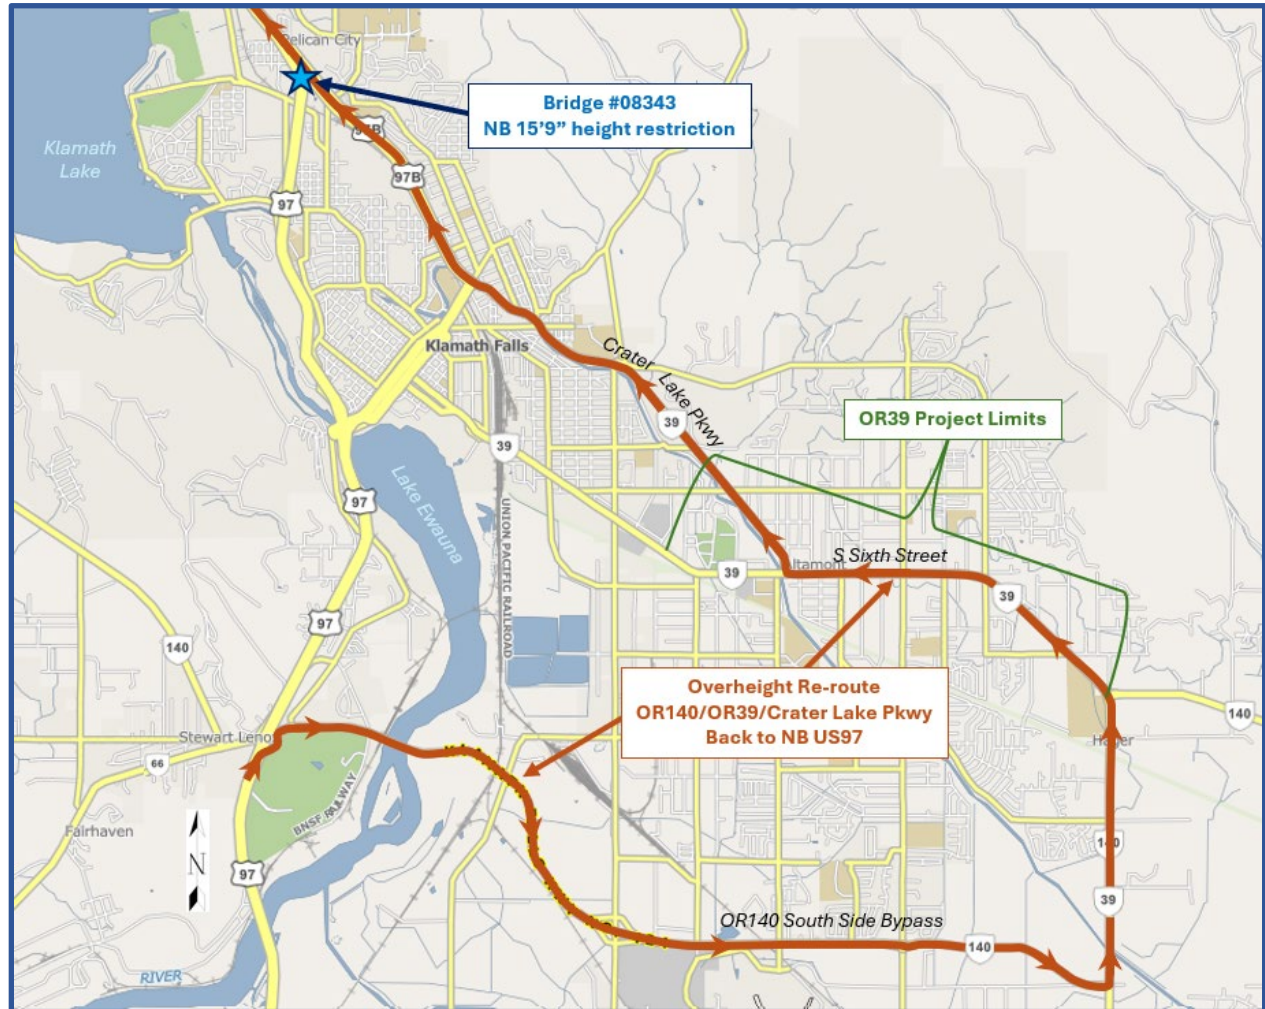 Pelican City
Bridge #08343
NB 15'9" height restriction
Klamath
Lake
97B
97
Klamath Falls
Crater Lake Pkwy
39
OR39 Project Limits
39
97
Lake Ewauna
UNION PACIFIC RAILROAD
S Sixth Street
ltamont
39
39
97
140
Overheight Re-route
OR140/OR39/Crater Lake Pkwy
Back to NB US97
140
Stewart Lenox
66
BNSF RAILWAY
Fairhaven
N
97
140
39
OR140 South Side Bypass
140
RIVER